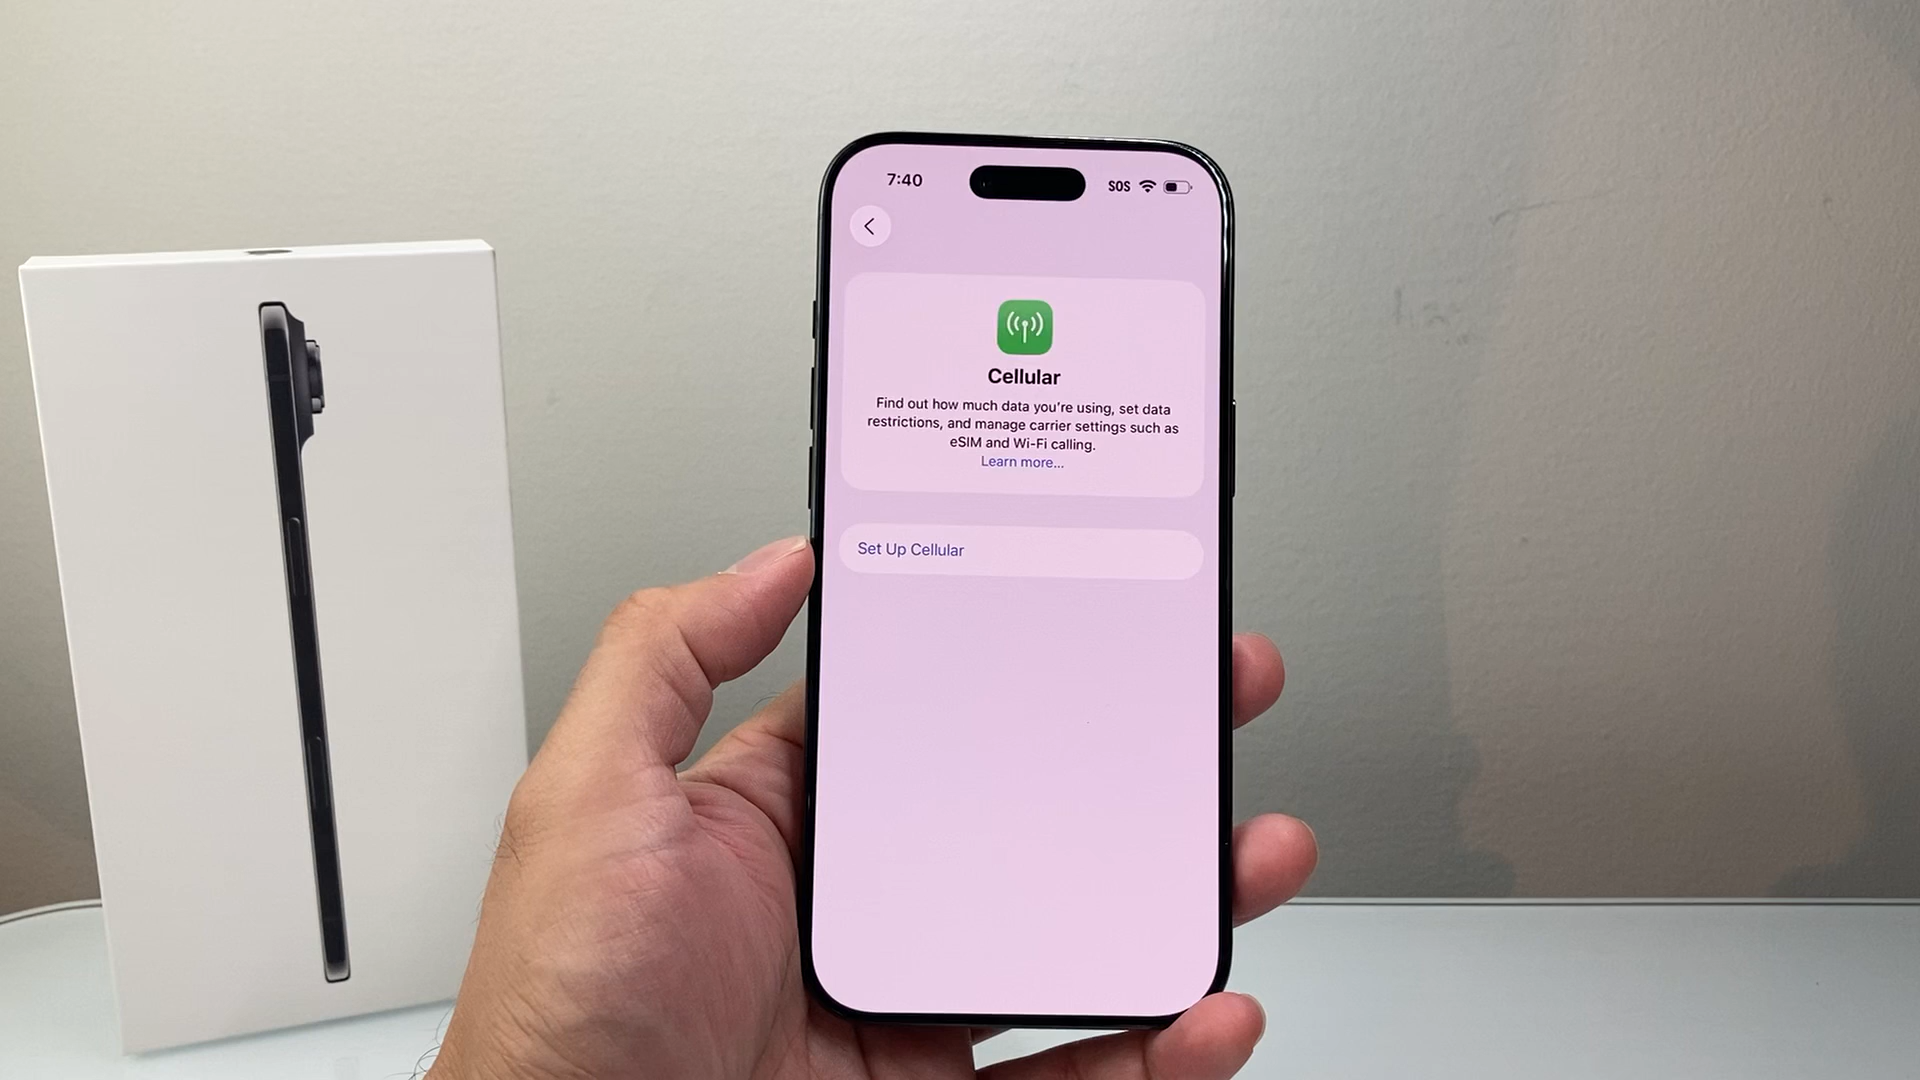 7:40
SOS
Cellular
Find out how much data you’re using, set data
restrictions, and manage carrier settings such as
eSIM and Wi-Fi calling.
Learn more...
Set Up Cellular